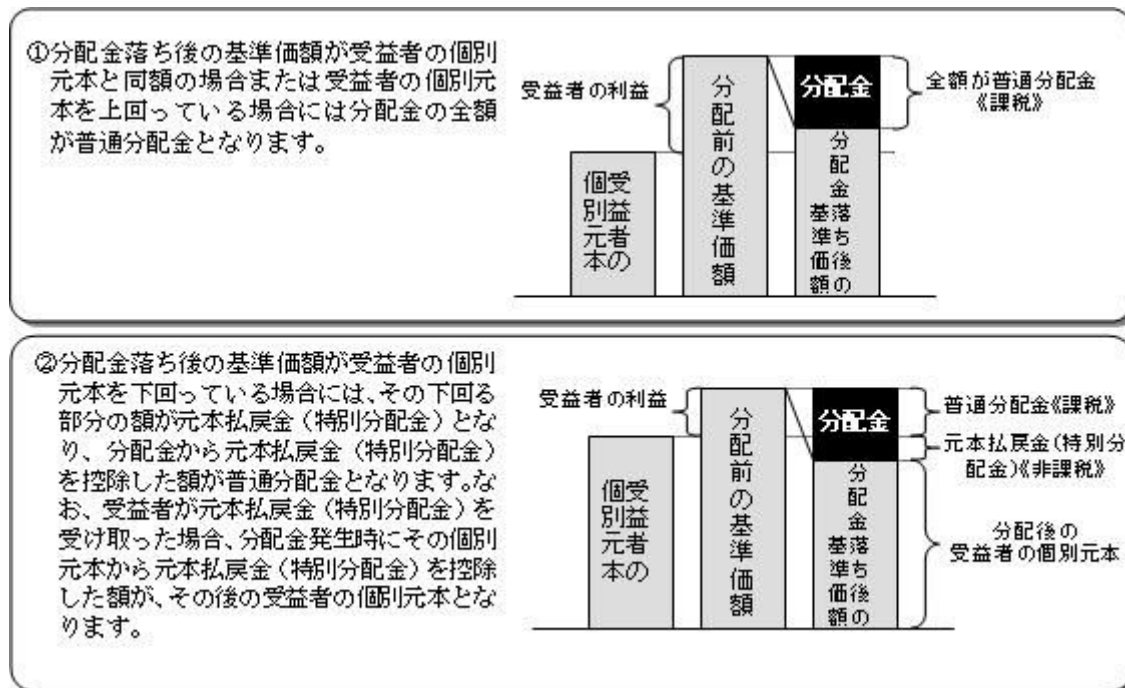 ①分配金落ち後の基準価額が受益者の個別
元本と同額の場合または受益者の個別元
本を上回っている場合には分配金の全額
が普通分配金となります。
受益者の利益
受益者の
個別元本
分配前の基準価額
分配金
分配金落ち後の
基準価額
全額が普通分配金
《課税》
②分配金落ち後の基準価額が受益者の個別
元本を下回っている場合には、その下回る
部分の額が元本払戻金（特別分配金）とな
り、分配金から元本払戻金（特別分配金）
を控除した額が普通分配金となります。な
お、受益者が元本払戻金（特別分配金）を
受け取った場合、分配金発生時にその個別
元本から元本払戻金（特別分配金）を控除
した額が、その後の受益者の個別元本とな
ります。
受益者の利益
受益者の
個別元本
分配前の基準価額
分配金
分配金落ち後の
基準価額
普通分配金《課税》
元本払戻金（特別分
配金）《非課税》
分配後の
受益者の個別元本